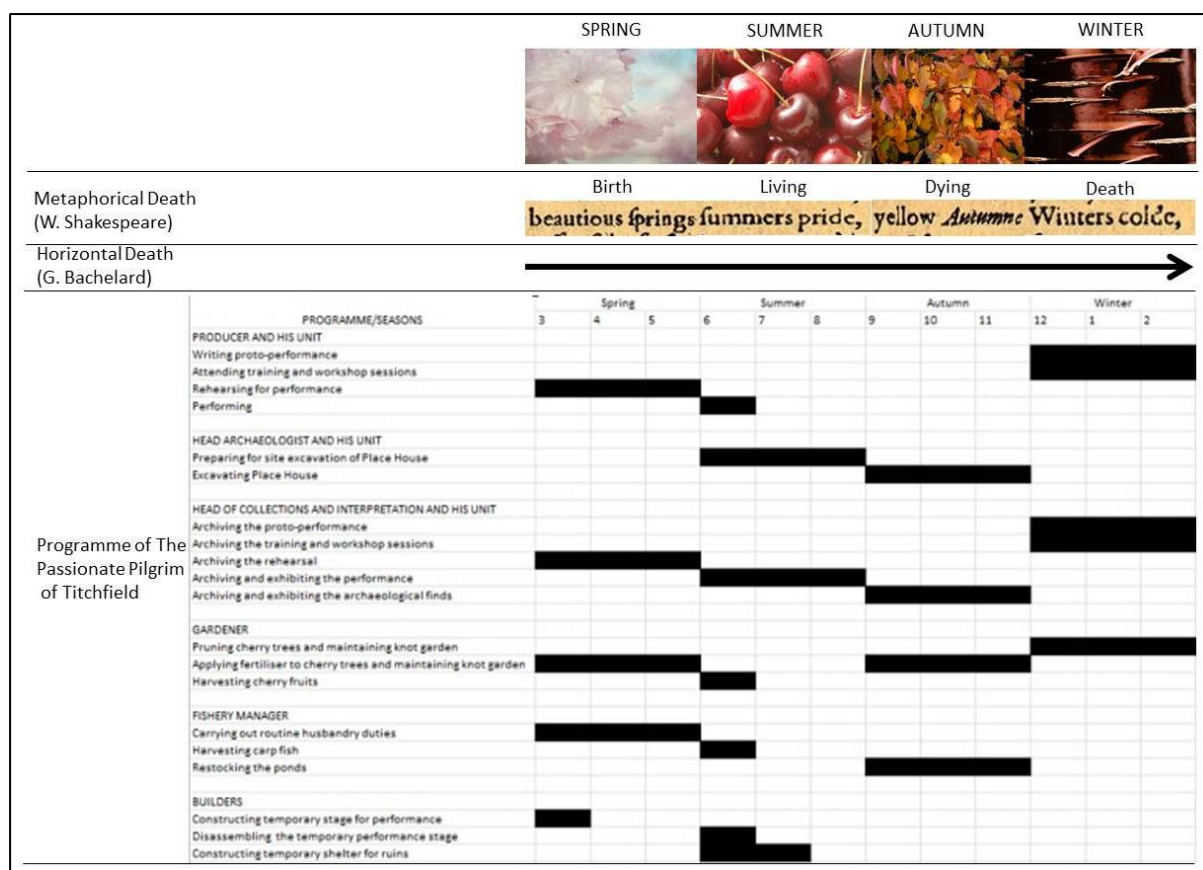 SPRING SUMMER AUTUMN WINTER
Metaphorical Death
(W. Shakespeare)
Birth Living Dying Death
beautious ſprings ſummers pride, yellow Autumne Winters colde,
Horizontal Death
(G. Bachelard)
Spring Summer Autumn Winter
PROGRAMME/SEASONS 3 4 5 6 7 8 9 10 11 12 1 2
PRODUCER AND HIS UNIT
Writing proto-performance
Attending training and workshop sessions
Rehearsing for performance
Performing
HEAD ARCHAEOLOGIST AND HIS UNIT
Preparing for site excavation of Place House
Excavating Place House
HEAD OF COLLECTIONS AND INTERPRETATION AND HIS UNIT
Archiving the proto-performance
Archiving the training and workshop sessions
Archiving the rehearsal
Archiving and exhibiting the performance
Archiving and exhibiting the archaeological finds
Programme of The
Passionate Pilgrim
of Titchfield
GARDENER
Pruning cherry trees and maintaining knot garden
Applying fertiliser to cherry trees and maintaining knot garden
Harvesting cherry fruits
FISHERY MANAGER
Carrying out routine husbandry duties
Harvesting carp fish
Restocking the ponds
BUILDERS
Constructing temporary stage for performance
Disassembling the temporary performance stage
Constructing temporary shelter for ruins